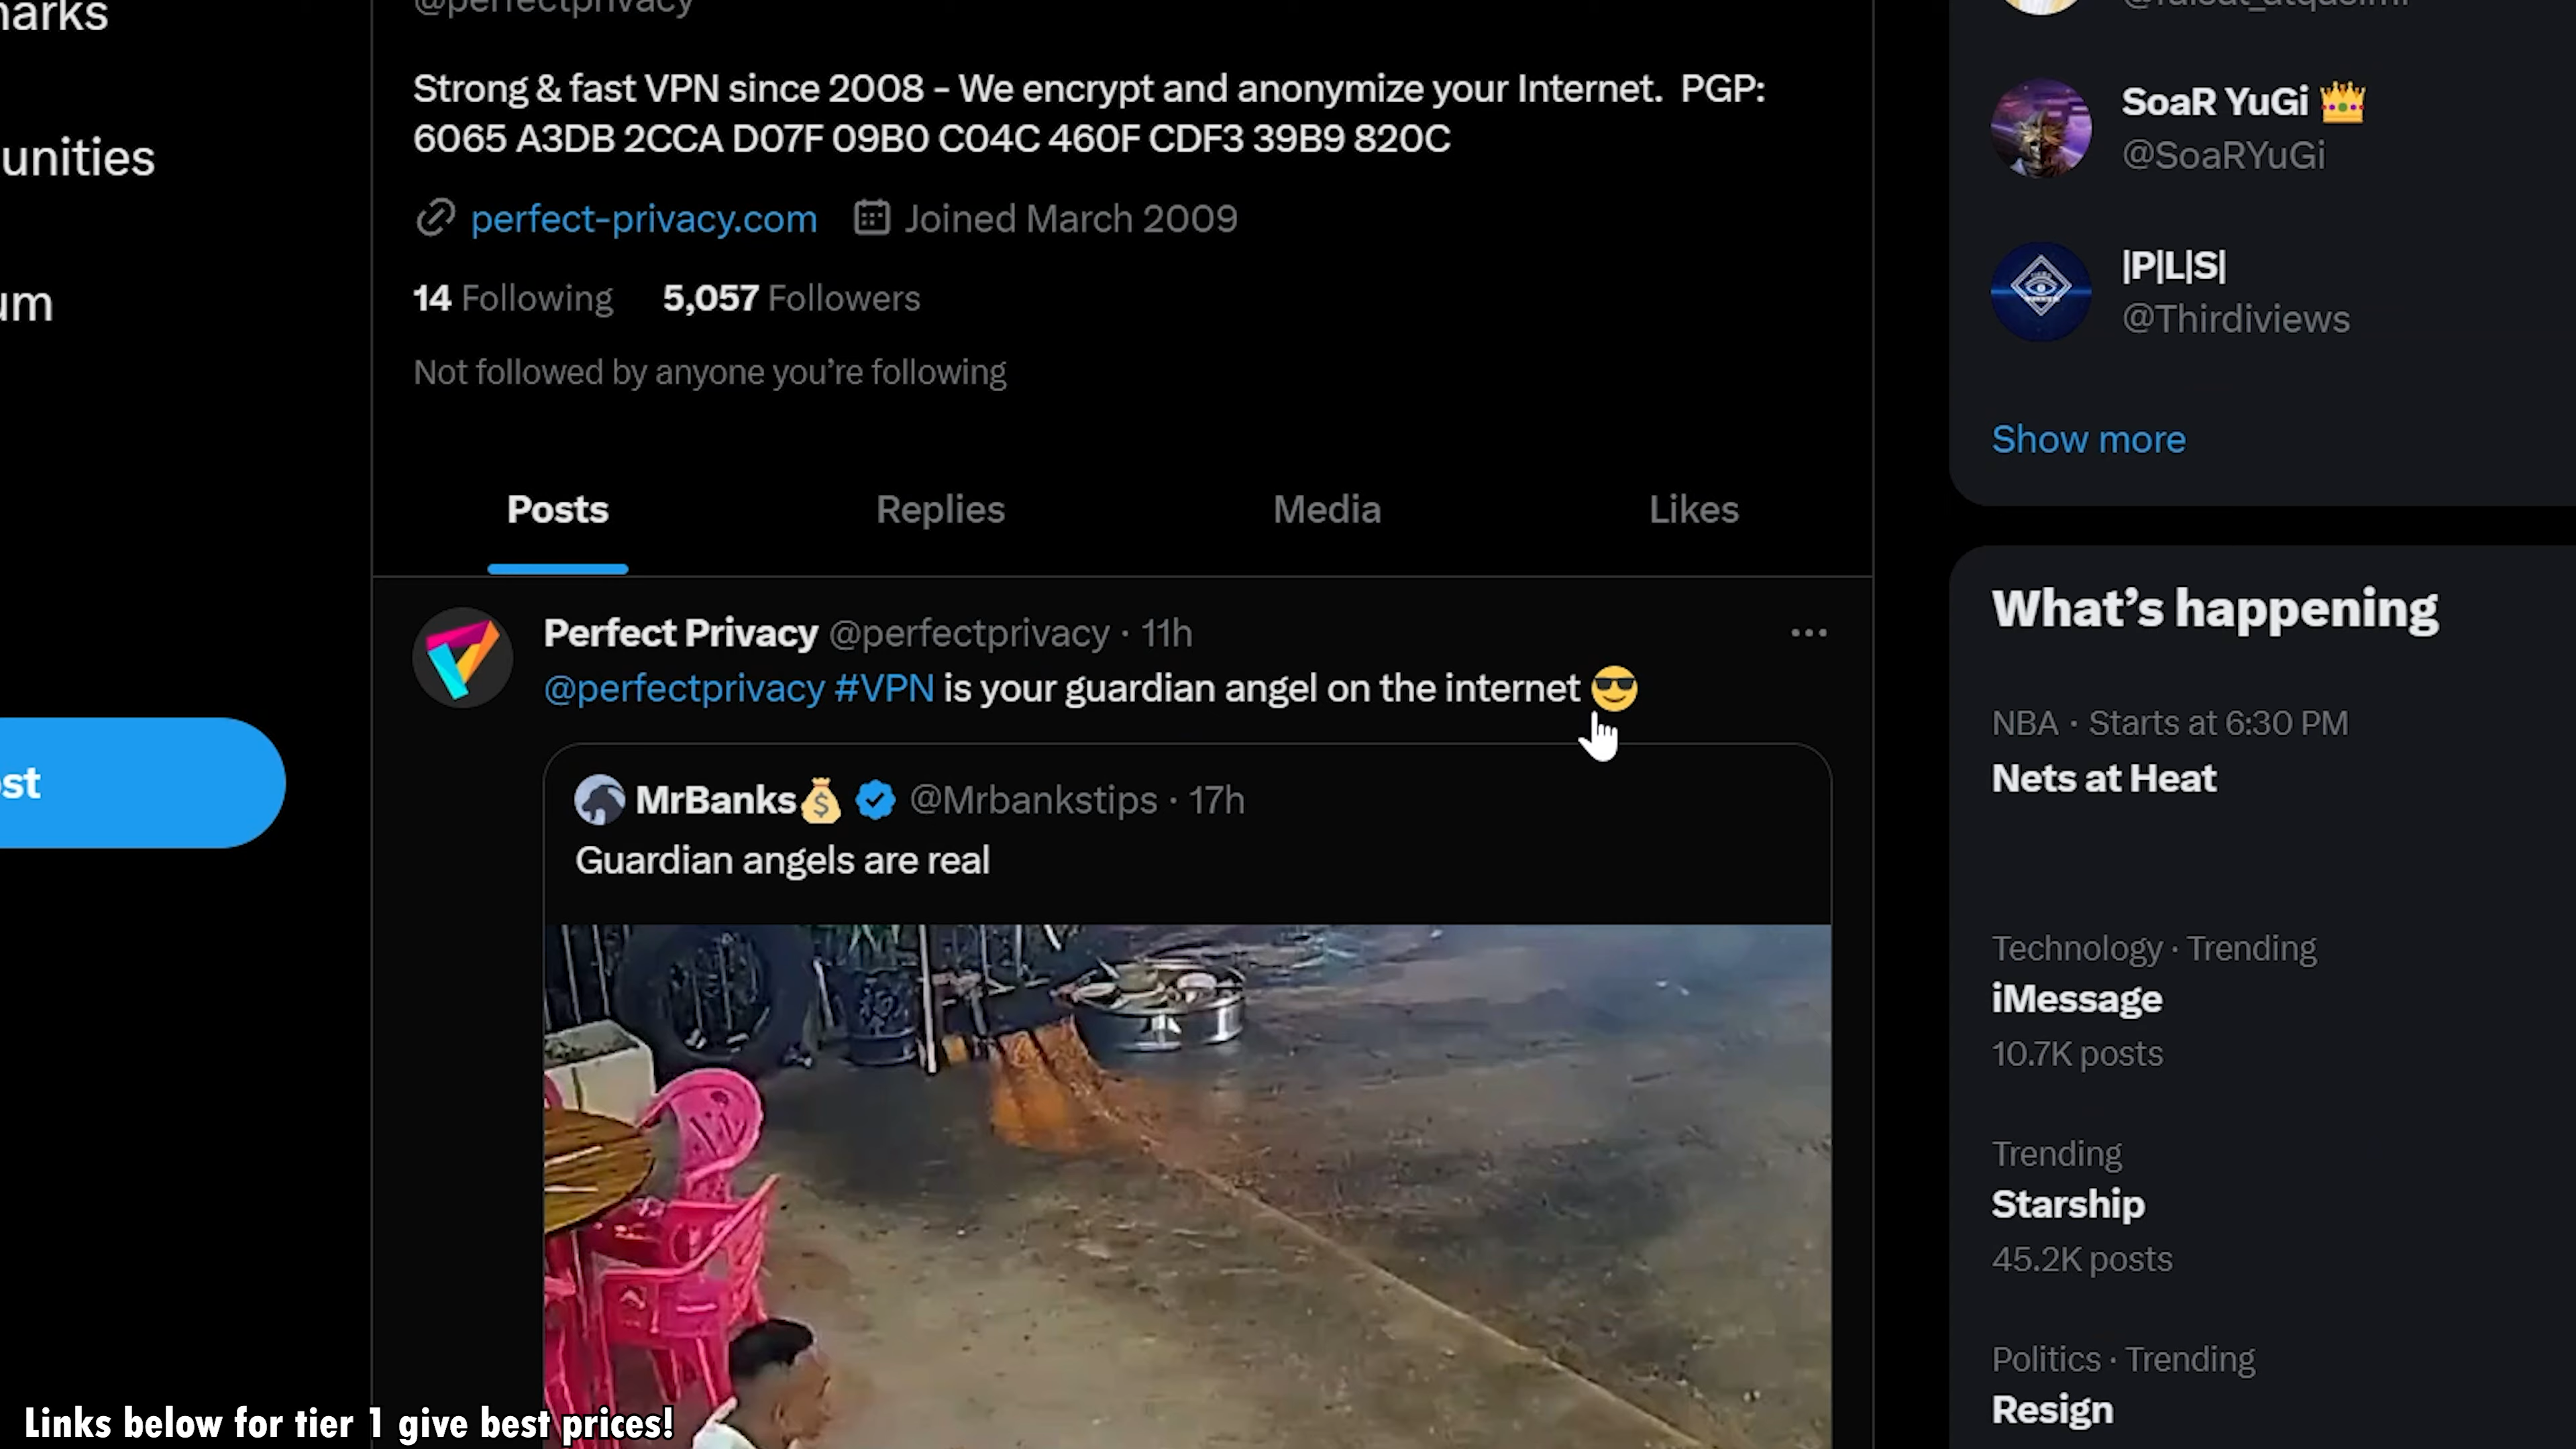 @perfectprivacy
Strong & fast VPN since 2008 - We encrypt and anonymize your Internet. PGP:
6065 A3DB 2CCA D07F 09B0 C04C 460F CDF3 39B9 820C
perfect-privacy.com Joined March 2009
14 Following 5,057 Followers
Not followed by anyone you're following
Posts Replies Media Likes
Perfect Privacy @perfectprivacy · 11h
@perfectprivacy #VPN is your guardian angel on the internet 😎
MrBanks💰 @Mrbankstips · 17h
Guardian angels are real
SoaR YuGi 👑
@SoaRYuGi
|P|L|S|
@Thirdiviews
Show more
What's happening
NBA · Starts at 6:30 PM
Nets at Heat
Technology · Trending
iMessage
10.7K posts
Trending
Starship
45.2K posts
Politics · Trending
Resign
Links below for tier 1 give best prices!